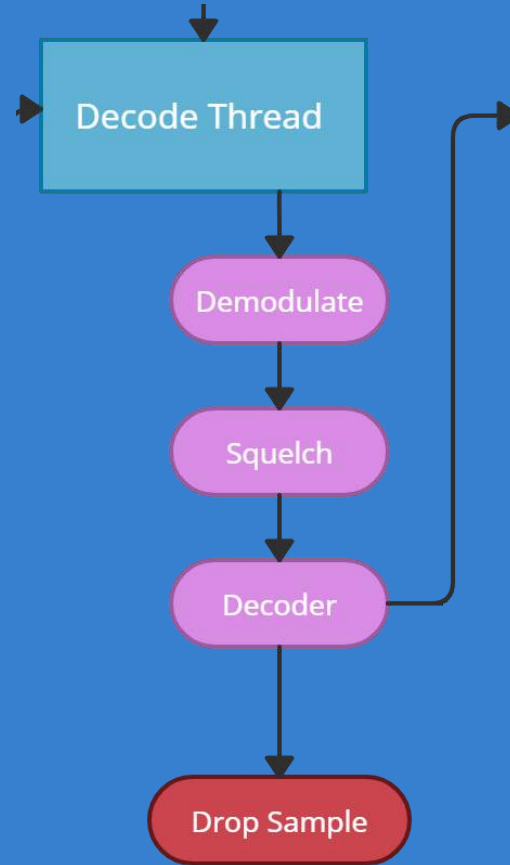 Decode Thread
Demodulate
Squelch
Decoder
Drop Sample